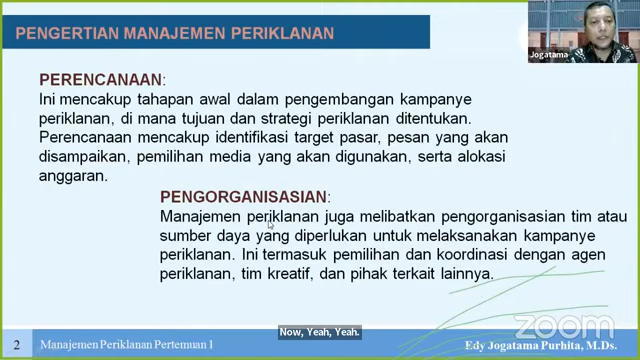 PENGERTIAN MANAJEMEN PERIKLANAN
Jogatama
PERENCANAAN:
Ini mencakup tahapan awal dalam pengembangan kampanye
periklanan, di mana tujuan dan strategi periklanan ditentukan.
Perencanaan mencakup identifikasi target pasar, pesan yang akan
disampaikan, pemilihan media yang akan digunakan, serta alokasi
anggaran.
PENGORGANISASIAN:
Manajemen periklanan juga melibatkan pengorganisasian tim atau
sumber daya yang diperlukan untuk melaksanakan kampanye
periklanan. Ini termasuk pemilihan dan koordinasi dengan agen
periklanan, tim kreatif, dan pihak terkait lainnya.
zoom
Now, Yeah, Yeah.
2 Manajemen Periklanan Pertemuan 1 Edy Jogatama Purhita, M.Ds.